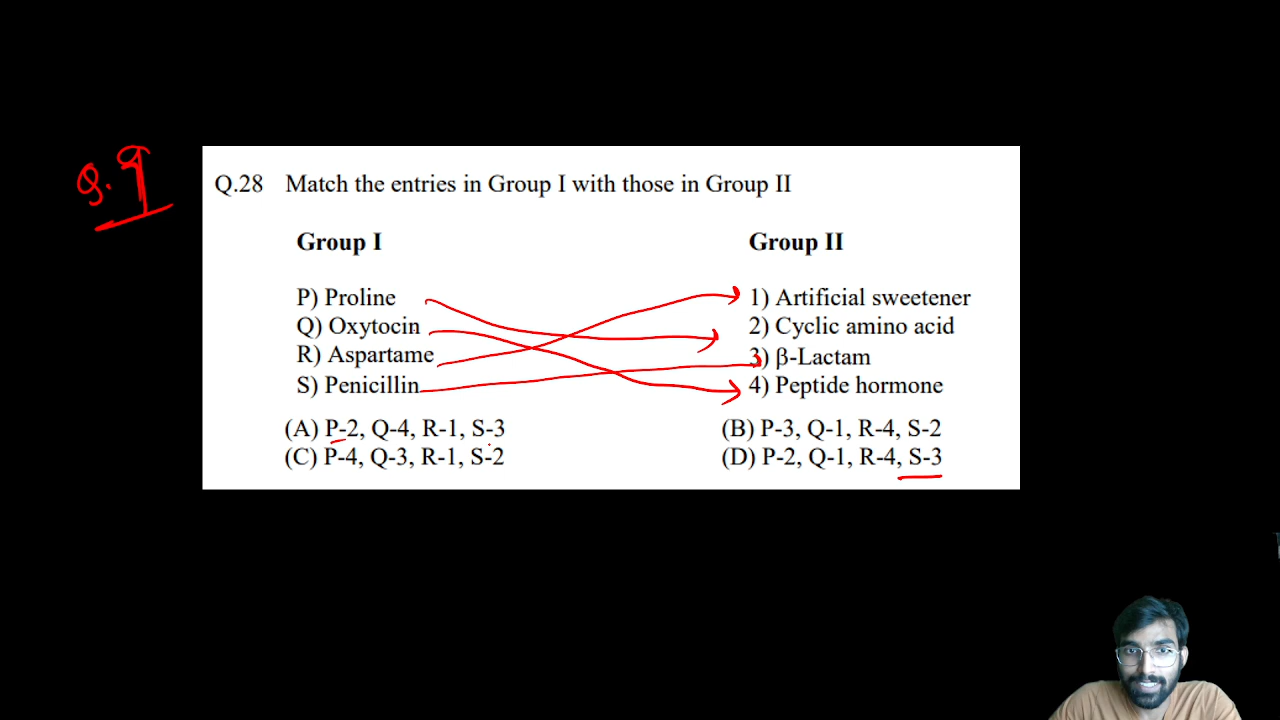 Q.9
Q.28 Match the entries in Group I with those in Group II
Group I Group II
P) Proline 1) Artificial sweetener
Q) Oxytocin 2) Cyclic amino acid
R) Aspartame 3) β-Lactam
S) Penicillin 4) Peptide hormone
(A) P-2, Q-4, R-1, S-3 (B) P-3, Q-1, R-4, S-2
(C) P-4, Q-3, R-1, S-2 (D) P-2, Q-1, R-4, S-3